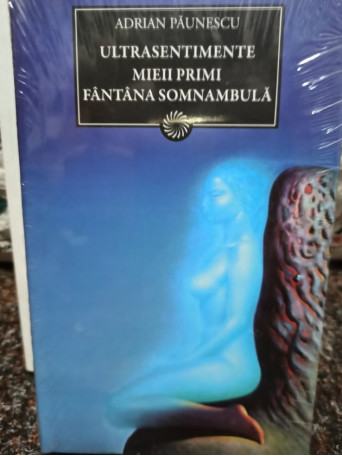 ADRIAN PĂUNESCU
ULTRASENTIMENTE
MIEII PRIMI
FÂNTÂNA SOMNAMBULĂ